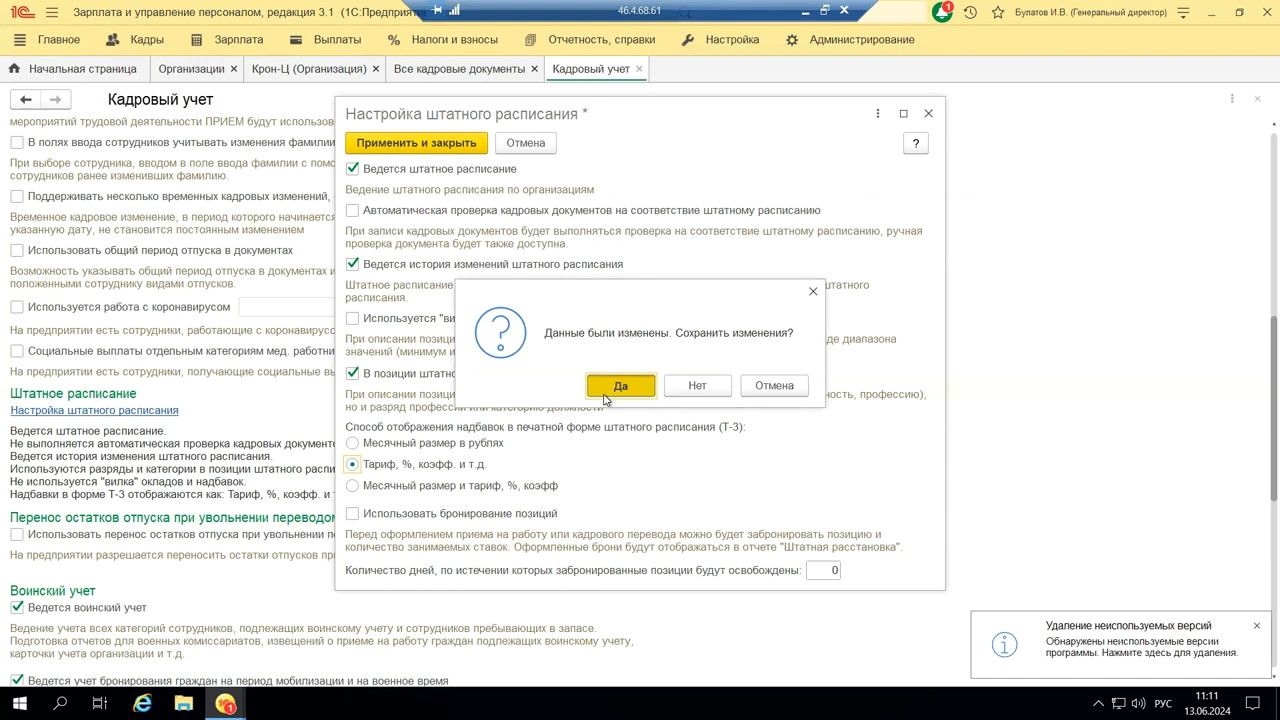 Зарплата и управление персоналом, редакция 3.1 (1С:Предприятие
46.4.68.61
1
Булатов И.В. (Генеральный директор)
Главное
Кадры
Зарплата
Выплаты
Налоги и взносы
Отчетность, справки
Настройка
Администрирование
Начальная страница
Организации
Крон-Ц (Организация)
Все кадровые документы
Кадровый учет
Кадровый учет
мероприятий трудовой деятельности ПРИЕМ будут использов
В полях ввода сотрудников учитывать изменения фамилии
При выборе сотрудника, вводом в поле ввода фамилии с помо
сотрудников ранее изменивших фамилию.
Поддерживать несколько временных кадровых изменений,
Временное кадровое изменение, в период которого начинается
указанную дату, не становится постоянным изменением
Использовать общий период отпуска в документах
Возможность указывать общий период отпуска в документах и
положенными сотруднику видами отпусков.
Используется работа с коронавирусом
На предприятии есть сотрудники, работающие с коронавирусо
Социальные выплаты отдельным категориям мед. работни
На предприятии есть сотрудники, получающие социальные вы
Штатное расписание
Настройка штатного расписания
Ведется штатное расписание.
Не выполняется автоматическая проверка кадровых документо
Ведется история изменения штатного расписания.
Используются разряды и категории в позиции штатного распи
Не используется "вилка" окладов и надбавок.
Надбавки в форме Т-3 отображаются как: Тариф, %, коэфф. и т
Перенос остатков отпуска при увольнении переводом
Использовать перенос остатков отпуска при увольнении пе
На предприятии разрешается переносить остатки отпусков при
Воинский учет
Ведется воинский учет
Ведение учета всех категорий сотрудников, подлежащих воинскому учету и сотрудников пребывающих в запасе.
Подготовка отчетов для военных комиссариатов, извещений о приеме на работу граждан подлежащих воинскому учету,
карточки учета организации и т.д.
Ведется учет бронирования граждан на период мобилизации и на военное время
Настройка штатного расписания *
Применить и закрыть
Отмена
?
Ведется штатное расписание
Ведение штатного расписания по организациям
Автоматическая проверка кадровых документов на соответствие штатному расписанию
При записи кадровых документов будет выполняться проверка на соответствие штатному расписанию, ручная
проверка документа будет также доступна.
Ведется история изменений штатного расписания
Штатное расписание штатного
расписания.
Используется "ви
При описании позици де диапазона
значений (минимум и
В позиции штатно
При описании позици ность, профессию),
но и разряд профессии или категорию должности
Данные были изменены. Сохранить изменения?
Да
Нет
Отмена
Способ отображения надбавок в печатной форме штатного расписания (Т-3):
Месячный размер в рублях
Тариф, %, коэфф. и т.д.
Месячный размер и тариф, %, коэфф
Использовать бронирование позиций
Перед оформлением приема на работу или кадрового перевода можно будет забронировать позицию и
количество занимаемых ставок. Оформленные брони будут отображаться в отчете "Штатная расстановка".
Количество дней, по истечении которых забронированные позиции будут освобождены: 0
Удаление неиспользуемых версий
Обнаружены неиспользуемые версии
программы. Нажмите здесь для удаления.
РУС
11:11
13.06.2024